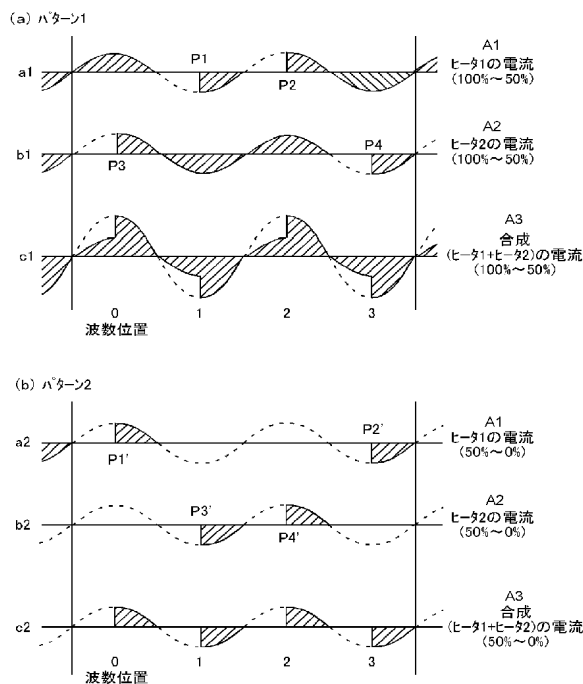 (a) パターン1
A1
P1
a1
ヒータ1の電流
P2
(100%～50%)
A2
P4
b1
ヒータ2の電流
P3
(100%～50%)
A3
合成
c1
(ヒータ1+ヒータ2)の電流
(100%～50%)
0 1 2 3
波数位置
(b) パターン2
A1
P2'
a2
ヒータ1の電流
P1'
(50%～0%)
A2
P3'
b2
ヒータ2の電流
P4'
(50%～0%)
A3
合成
c2
(ヒータ1+ヒータ2)の電流
(50%～0%)
0 1 2 3
波数位置